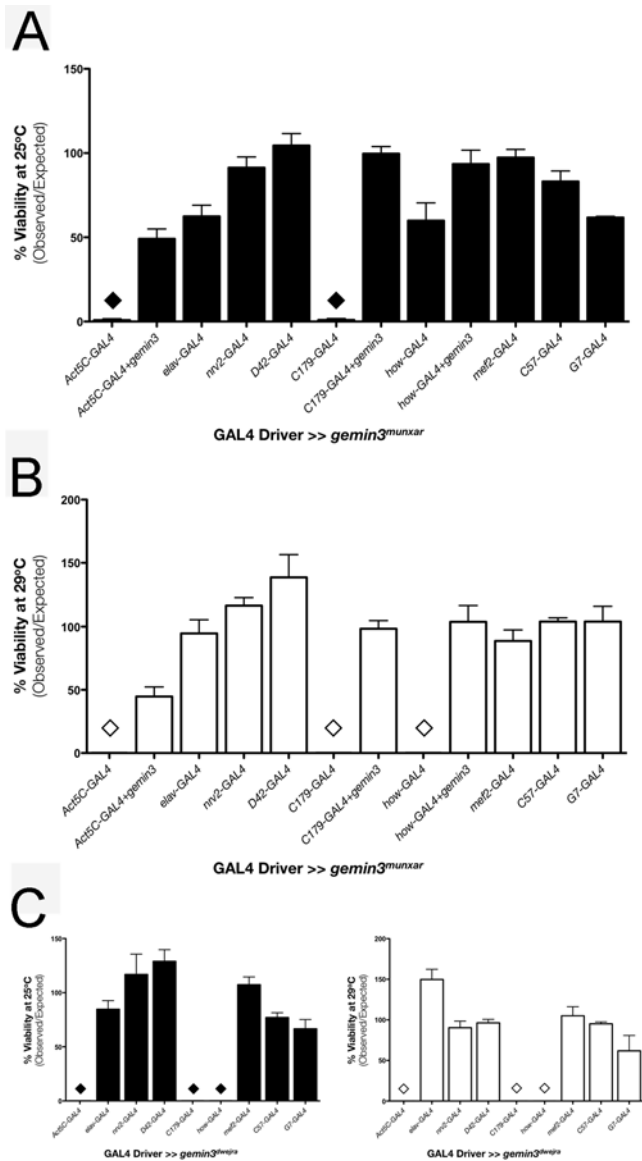 A
% Viability at 25ºC
(Observed/Expected)
150
100
50
0
Act5C-GAL4
Act5C-GAL4+gemin3
elav-GAL4
nrv2-GAL4
D42-GAL4
C179-GAL4
C179-GAL4+gemin3
how-GAL4
how-GAL4+gemin3
mef2-GAL4
C57-GAL4
G7-GAL4
GAL4 Driver >> gemin3munxar
B
% Viability at 29ºC
(Observed/Expected)
200
150
100
50
0
Act5C-GAL4
Act5C-GAL4+gemin3
elav-GAL4
nrv2-GAL4
D42-GAL4
C179-GAL4
C179-GAL4+gemin3
how-GAL4
how-GAL4+gemin3
mef2-GAL4
C57-GAL4
G7-GAL4
GAL4 Driver >> gemin3munxar
C
% Viability at 25ºC
(Observed/Expected)
150
100
50
0
Act5C-GAL4
elav-GAL4
nrv2-GAL4
D42-GAL4
C179-GAL4
how-GAL4
mef2-GAL4
C57-GAL4
G7-GAL4
GAL4 Driver >> gemin3dwejra
% Viability at 29ºC
(Observed/Expected)
200
150
100
50
0
Act5C-GAL4
elav-GAL4
nrv2-GAL4
D42-GAL4
C179-GAL4
how-GAL4
mef2-GAL4
C57-GAL4
G7-GAL4
GAL4 Driver >> gemin3dwejra